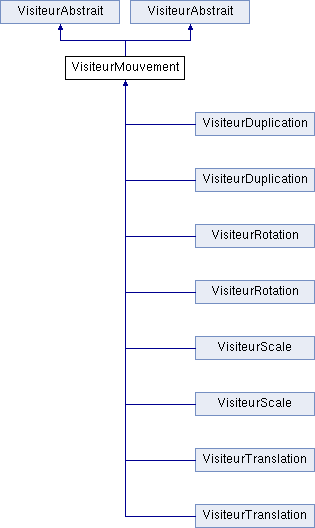 VisiteurAbstrait VisiteurAbstrait
VisiteurMouvement
VisiteurDuplication
VisiteurDuplication
VisiteurRotation
VisiteurRotation
VisiteurScale
VisiteurScale
VisiteurTranslation
VisiteurTranslation